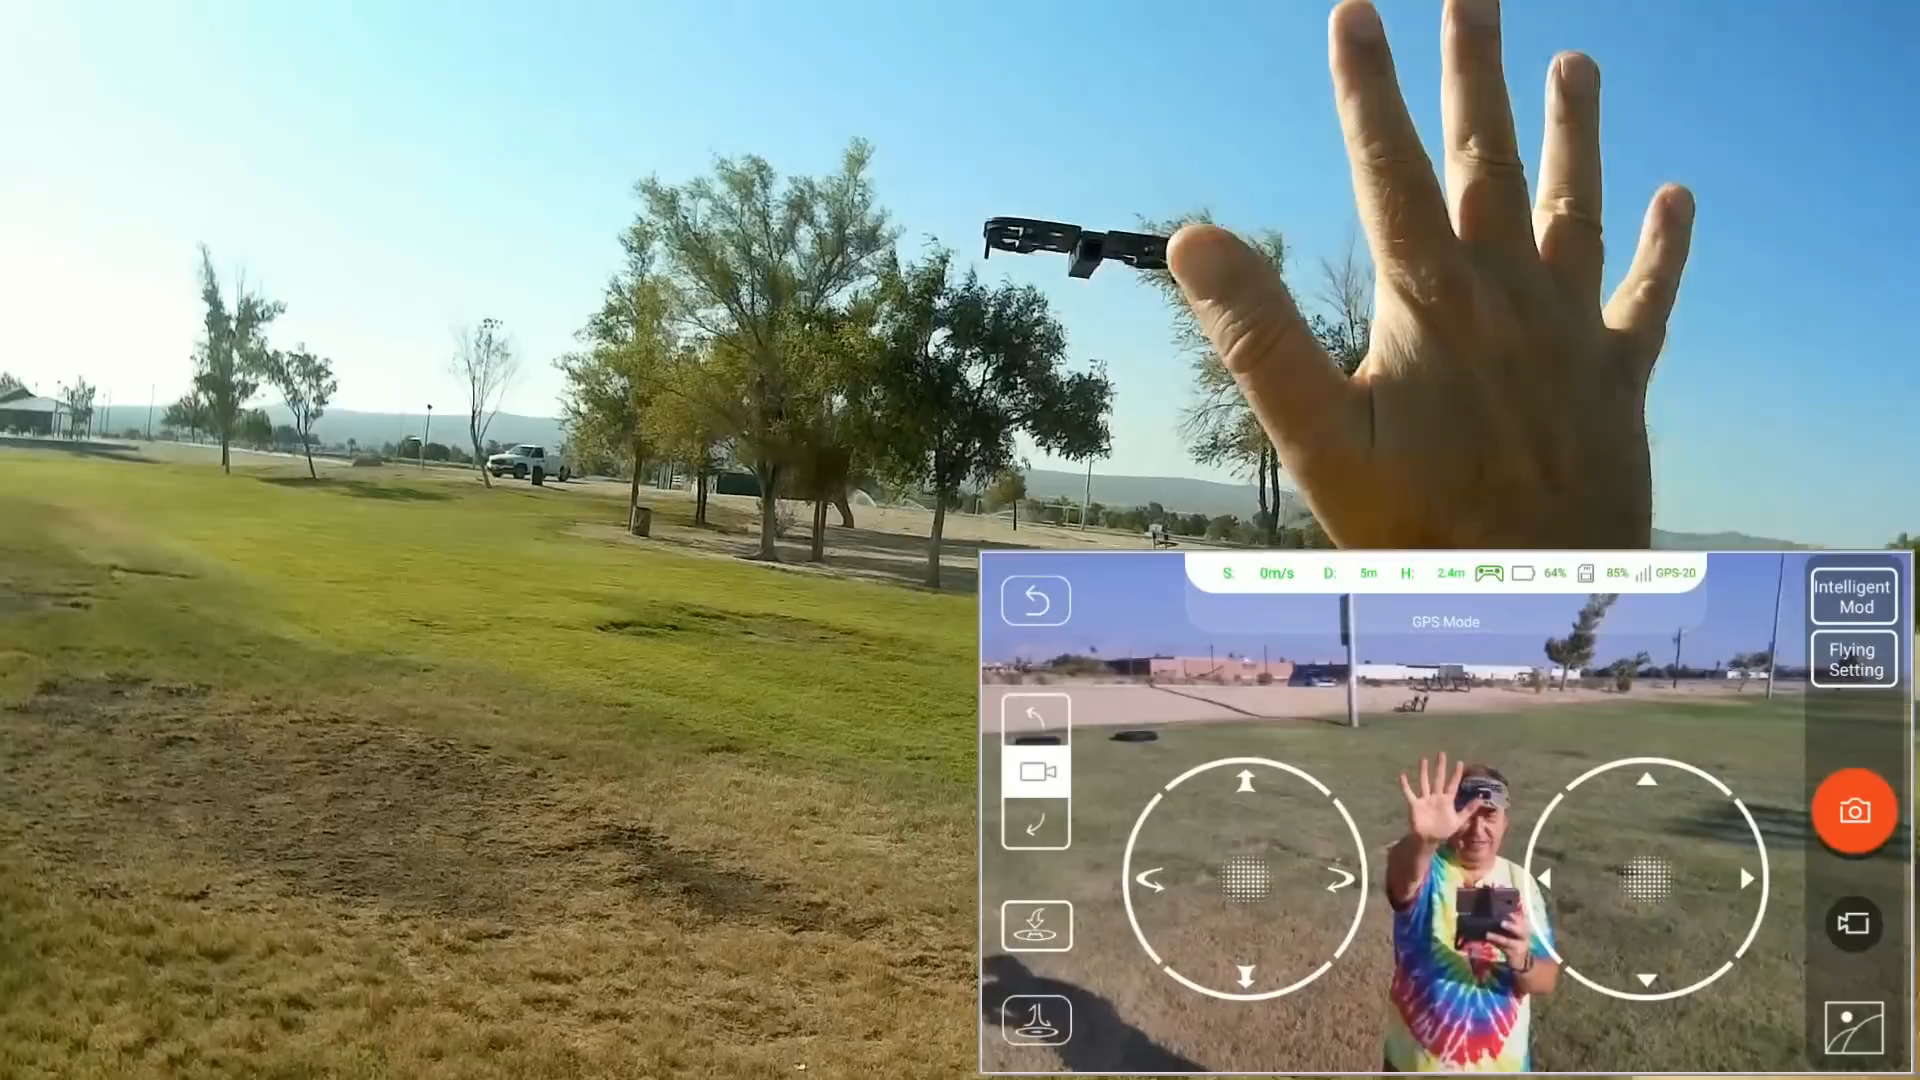 S: 0m/s D: 5m H: 2.4m 64% 85% GPS-20
GPS Mode
Intelligent
Mod
Flying
Setting